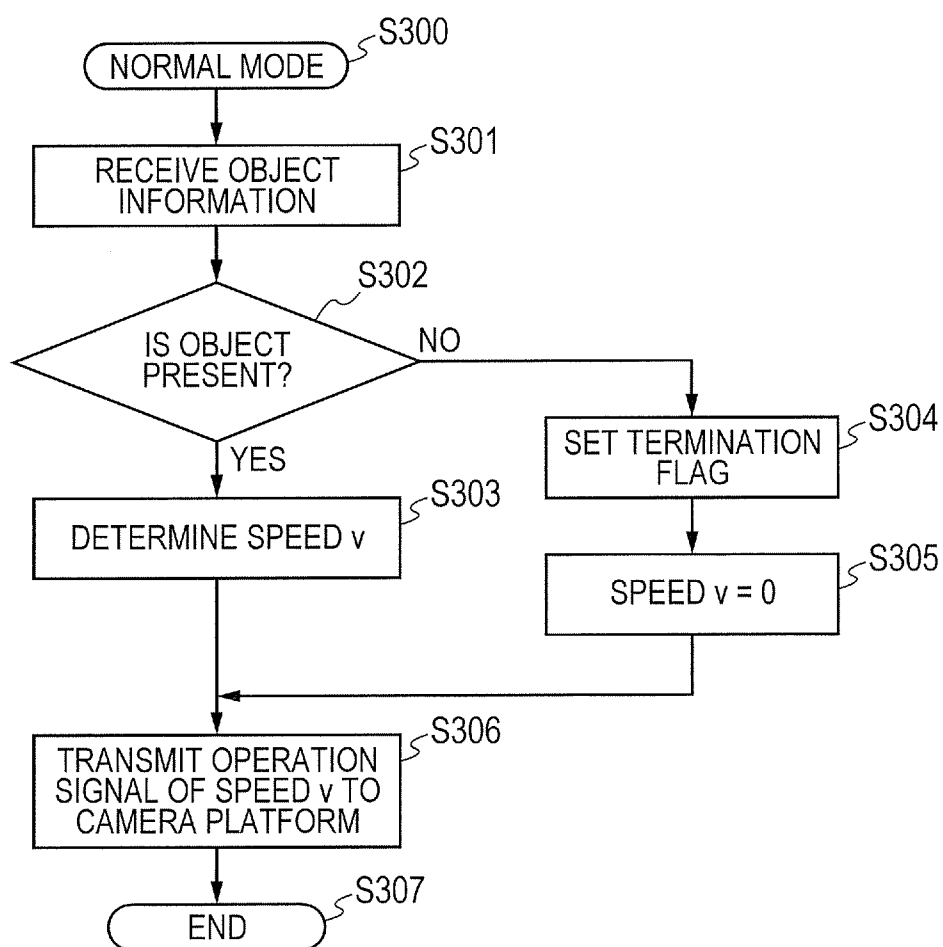 S300
NORMAL MODE
S301
RECEIVE OBJECT
INFORMATION
S302
IS OBJECT
PRESENT?
NO
YES
S304
SET TERMINATION
FLAG
S303
DETERMINE SPEED v
S305
SPEED v = 0
S306
TRANSMIT OPERATION
SIGNAL OF SPEED v TO
CAMERA PLATFORM
S307
END